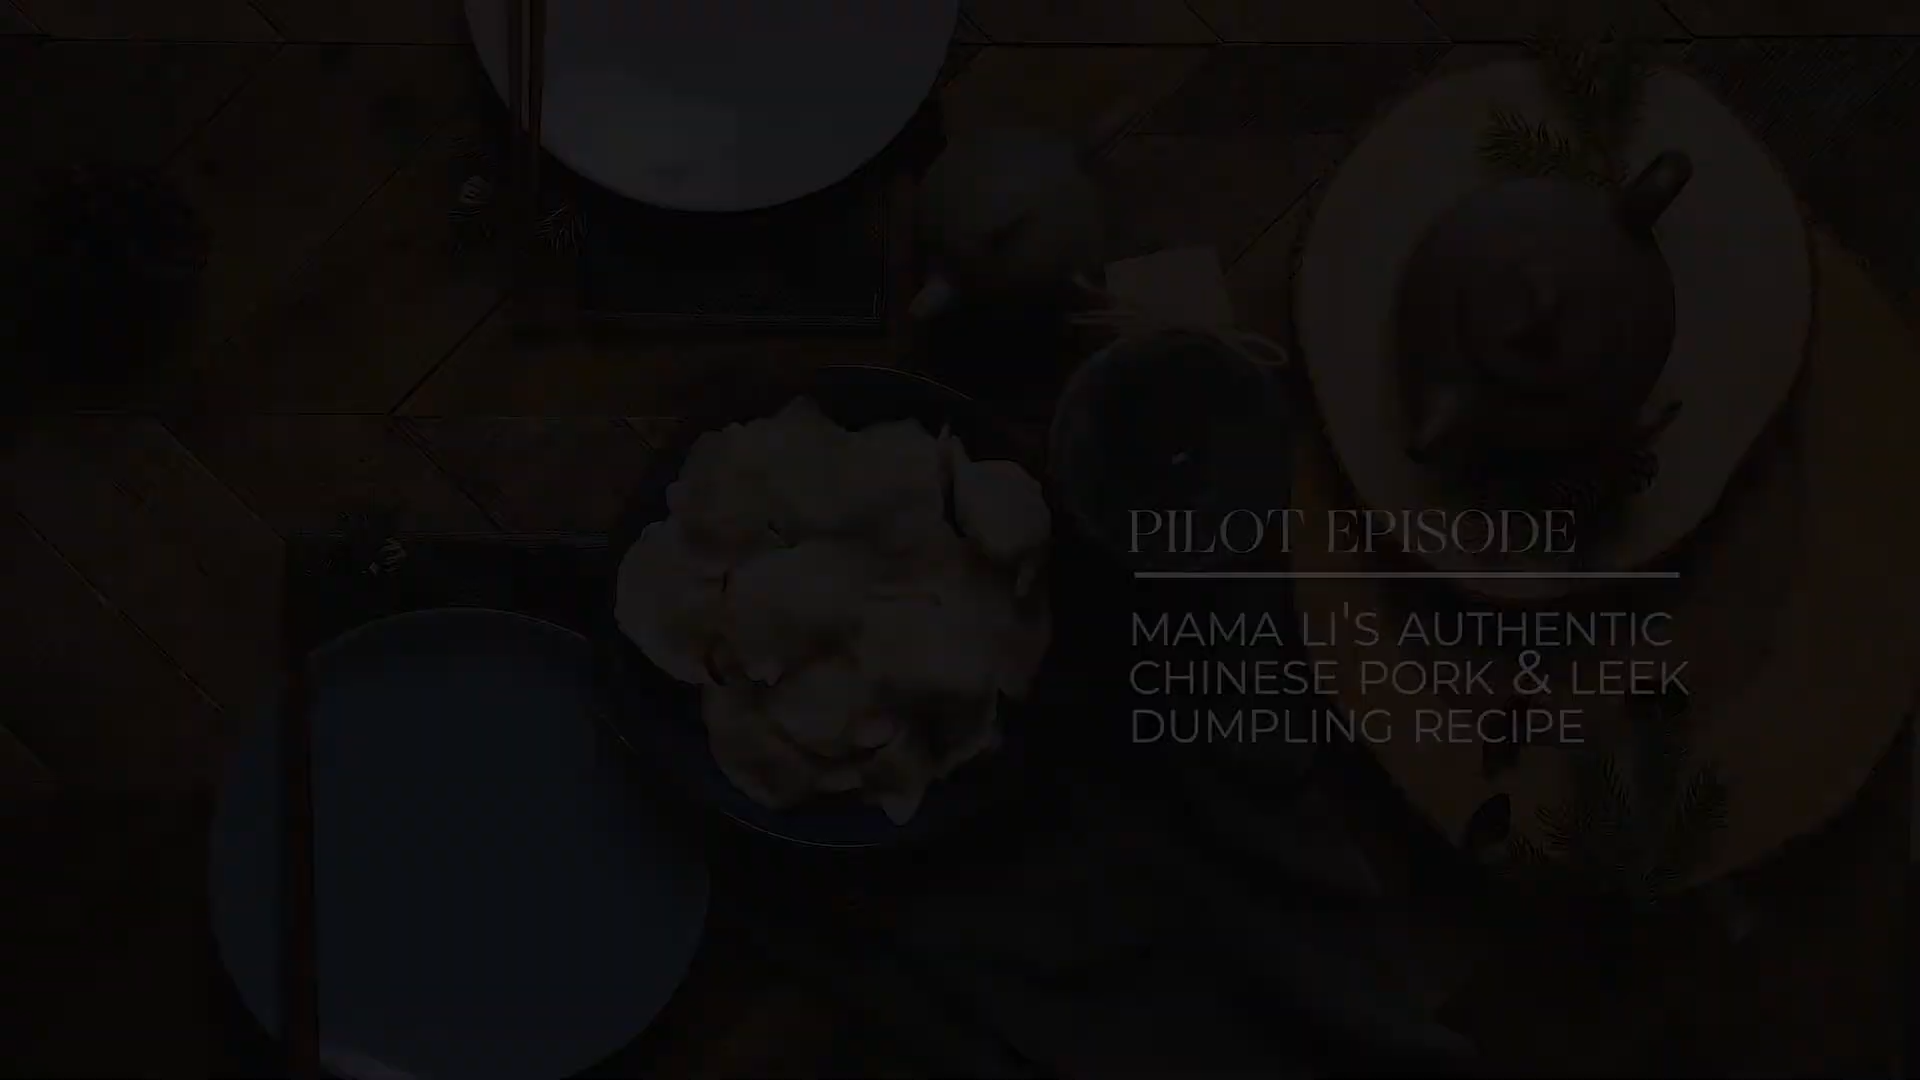 PILOT EPISODE
MAMA LI'S AUTHENTIC
CHINESE PORK & LEEK
DUMPLING RECIPE